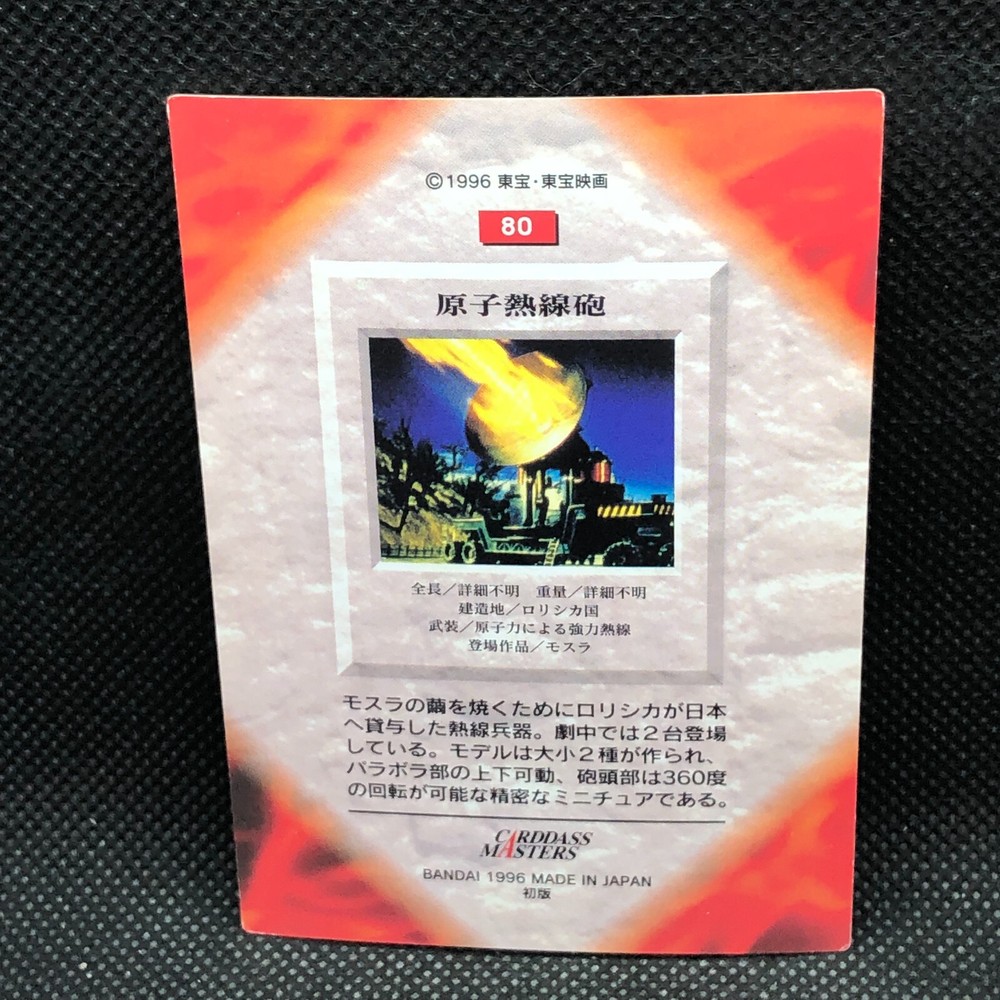 ©1996 東宝・東宝映画
80
原子熱線砲
全長／詳細不明　重量／詳細不明
建造地／ロリシカ国
武装／原子力による強力熱線
登場作品／モスラ
モスラの繭を焼くためにロリシカが日本
へ貸与した熱線兵器。劇中では２台登場
している。モデルは大小２種が作られ、
パラボラ部の上下可動、砲頭部は360度
の回転が可能な精密なミニチュアである。
CARDDASS
MASTERS
BANDAI 1996 MADE IN JAPAN
初版